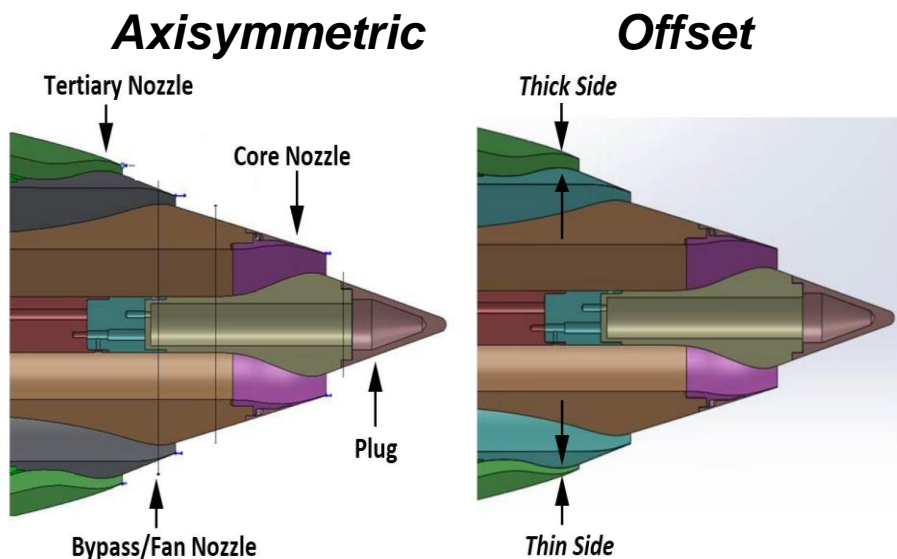 Axisymmetric
Offset
Tertiary Nozzle
Thick Side
Core Nozzle
Plug
Bypass/Fan Nozzle
Thin Side